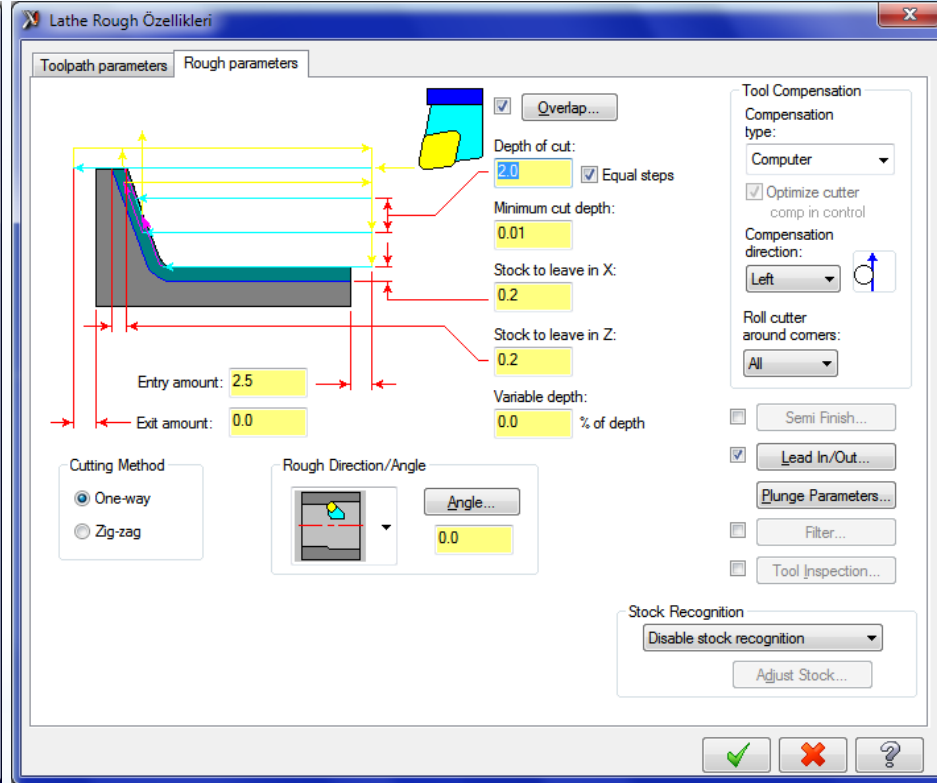 Lathe Rough Özellikleri
Toolpath parameters
Rough parameters
Overlap...
Depth of cut:
2.0
Equal steps
Minimum cut depth:
0.01
Stock to leave in X:
0.2
Stock to leave in Z:
0.2
Variable depth:
0.0
% of depth
Entry amount:
2.5
Exit amount:
0.0
Cutting Method
One-way
Zig-zag
Rough Direction/Angle
Angle...
0.0
Tool Compensation
Compensation
type:
Computer
Optimize cutter
comp in control
Compensation
direction:
Left
Roll cutter
around corners:
All
Semi Finish...
Lead In/Out...
Plunge Parameters...
Filter...
Tool Inspection...
Stock Recognition
Disable stock recognition
Adjust Stock...